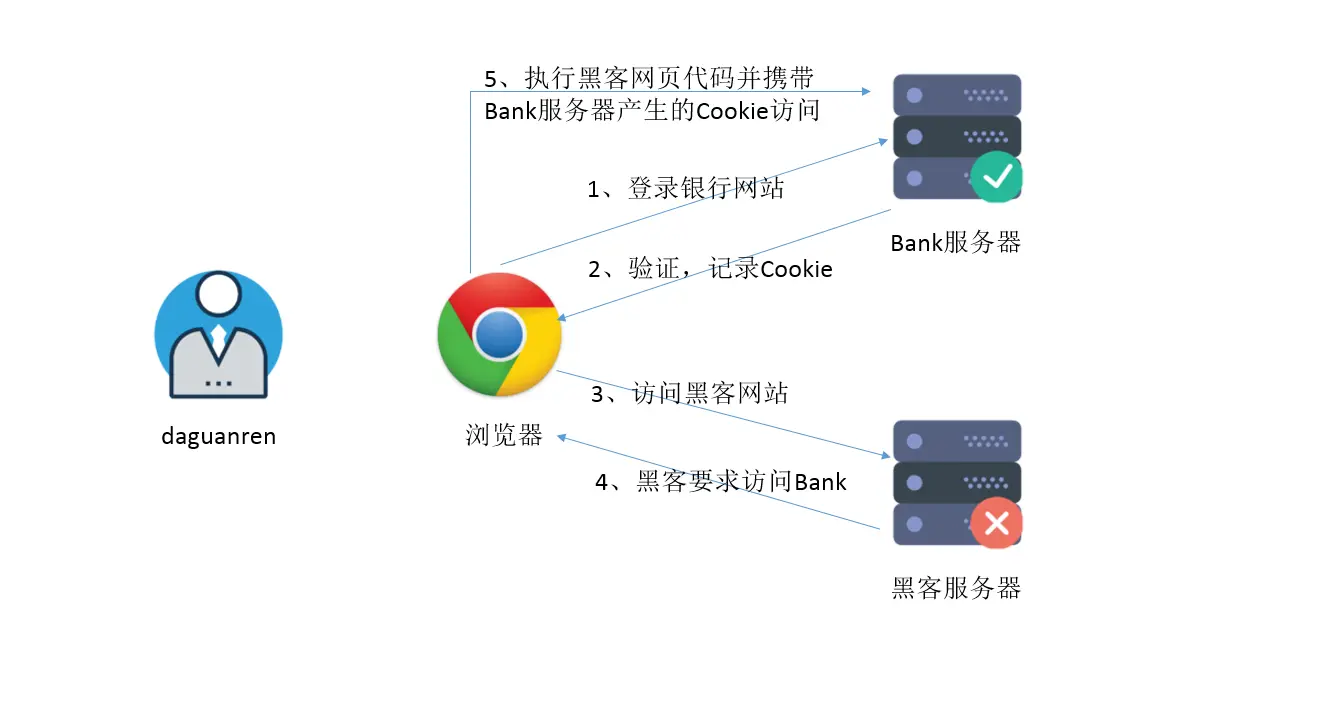 5、执行黑客网页代码并携带
Bank服务器产生的Cookie访问
1、登录银行网站
Bank服务器
2、验证，记录Cookie
3、访问黑客网站
daguanren
浏览器
4、黑客要求访问Bank
黑客服务器